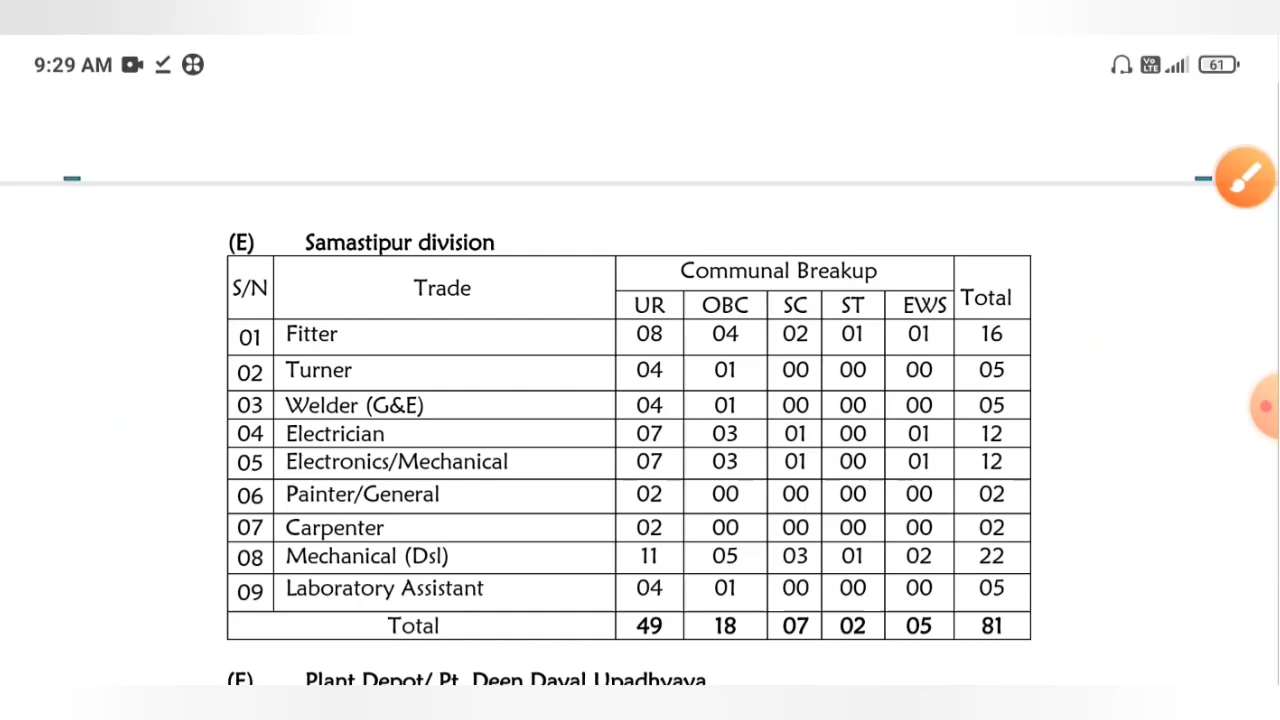 9:29 AM
Vo LTE 61
(E) Samastipur division
S/N Trade Communal Breakup Total
UR OBC SC ST EWS
01 Fitter 08 04 02 01 01 16
02 Turner 04 01 00 00 00 05
03 Welder (G&E) 04 01 00 00 00 05
04 Electrician 07 03 01 00 01 12
05 Electronics/Mechanical 07 03 01 00 01 12
06 Painter/General 02 00 00 00 00 02
07 Carpenter 02 00 00 00 00 02
08 Mechanical (Dsl) 11 05 03 01 02 22
09 Laboratory Assistant 04 01 00 00 00 05
Total 49 18 07 02 05 81
(F) Plant Depot/ Pt. Deen Dayal Upadhyaya